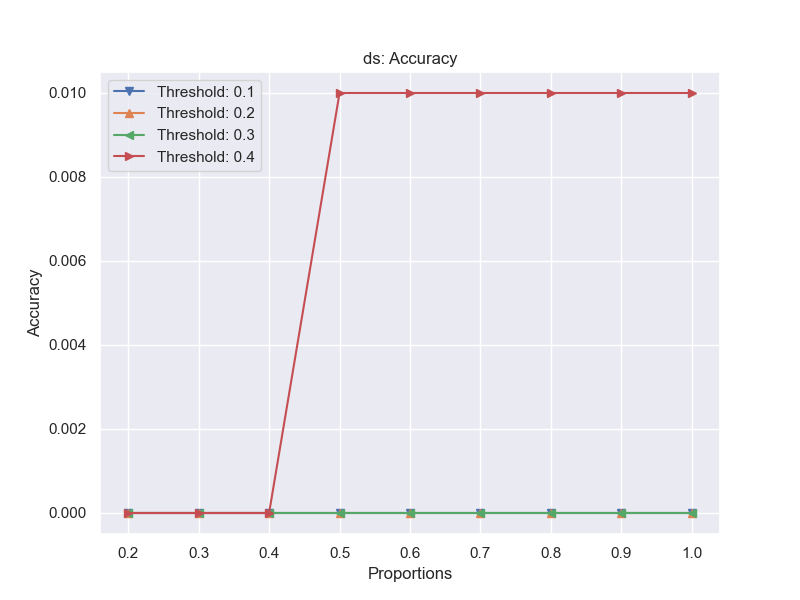 ds: Accuracy
Threshold: 0.1
Threshold: 0.2
Threshold: 0.3
Threshold: 0.4
Accuracy
0.010
0.008
0.006
0.004
0.002
0.000
0.2 0.3 0.4 0.5 0.6 0.7 0.8 0.9 1.0
Proportions